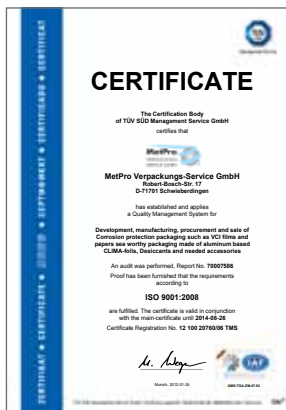 CERTIFICATE
The Certification Body
of TÜV SÜD Management Service GmbH
certifies that
MetPro
MetPro Verpackungs-Service GmbH
Robert-Bosch-Str. 17
D-71701 Schwieberdingen
has established and applies
a Quality Management System for
Development, manufacturing, procurement and sale of
Corrosion protection packaging such as VCI films and
papers sea worthy packaging made of aluminum based
CLIMA-foils, Desiccants and needed accessories
An audit was performed, Report No. 70007586
Proof has been furnished that the requirements
according to
ISO 9001:2008
are fulfilled. The certificate is valid in conjunction
with the main-certificate until 2014-08-26
Certificate Registration No. 12 100 20760/06 TMS
Munich, 2012-01-24
ZERTIFIKAT ◆ CERTIFICATE ◆ CERTIFICADO ◆ CERTIFICAT